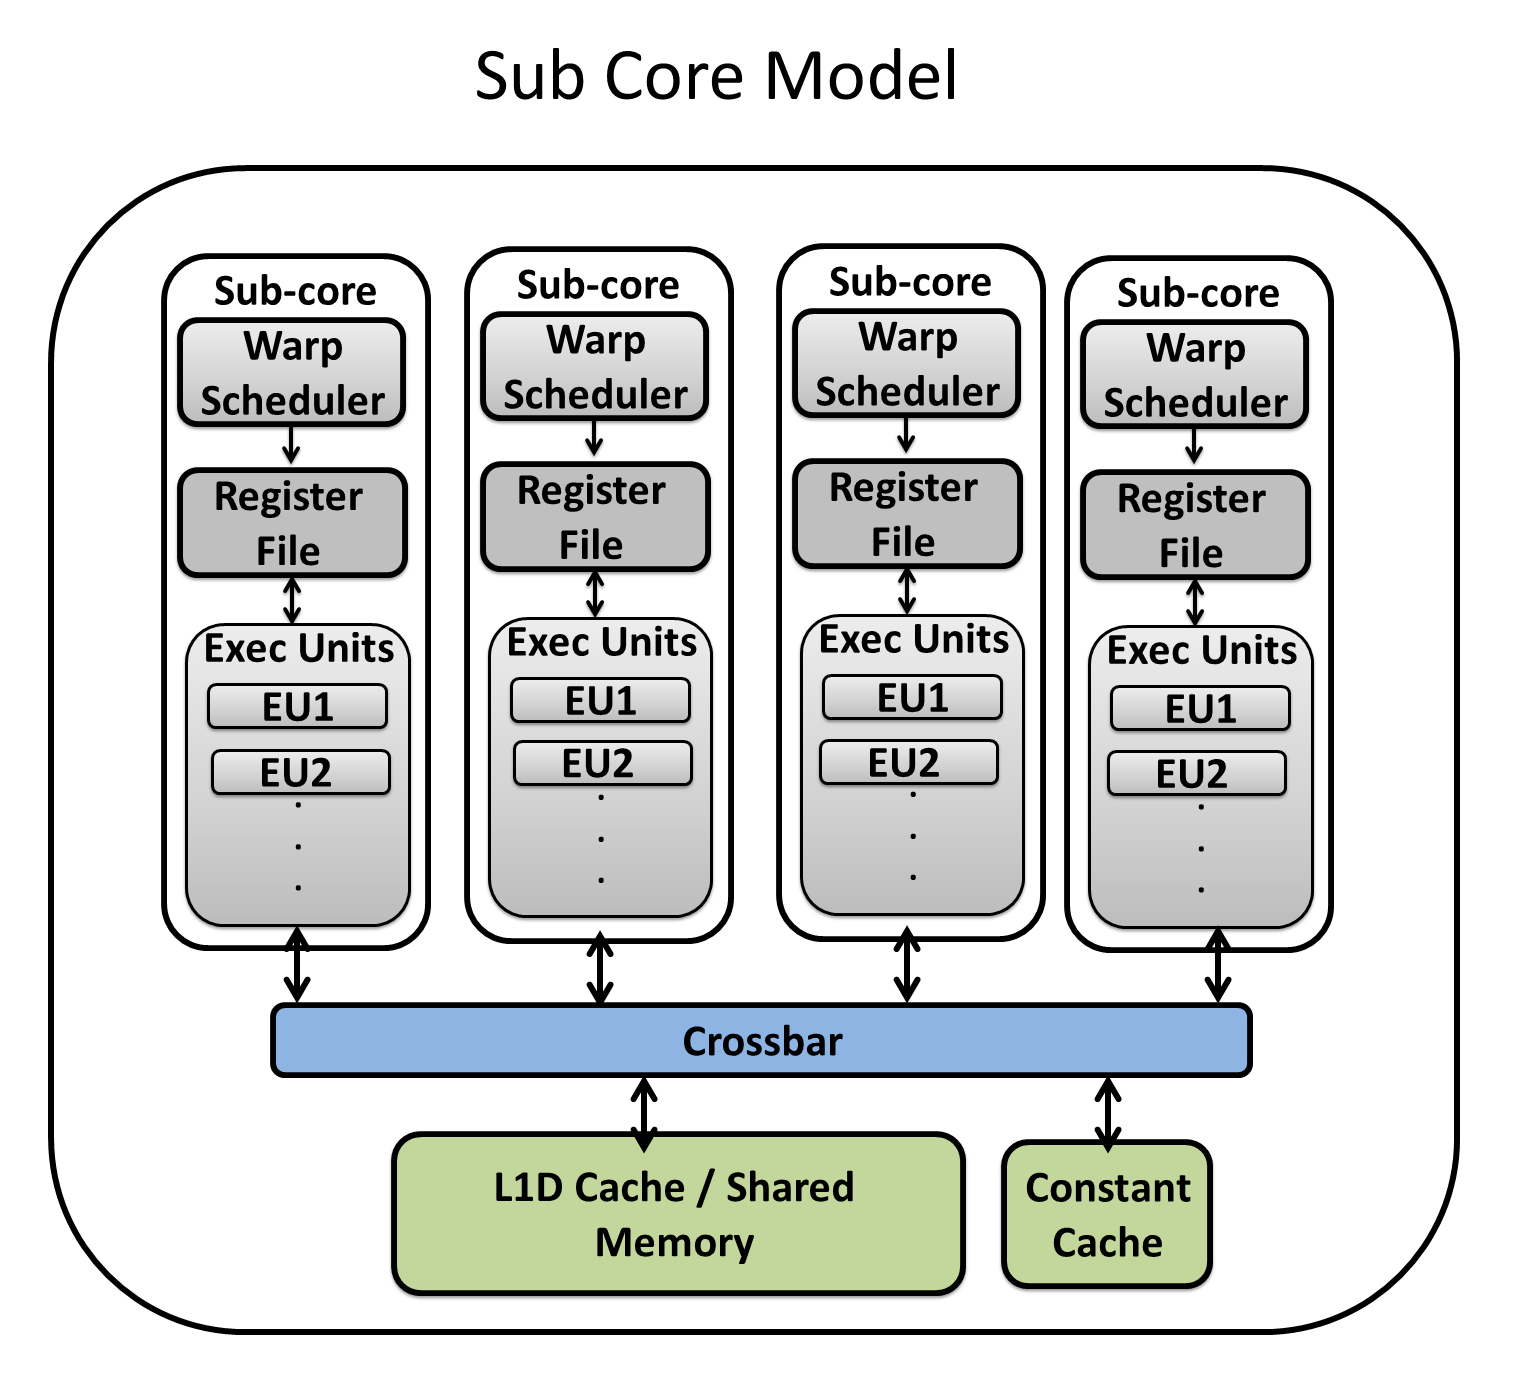 Sub Core Model
Sub-core
Warp
Scheduler
Register
File
Exec Units
EU1
EU2
.
.
.
Sub-core
Warp
Scheduler
Register
File
Exec Units
EU1
EU2
.
.
.
Sub-core
Warp
Scheduler
Register
File
Exec Units
EU1
EU2
.
.
.
Sub-core
Warp
Scheduler
Register
File
Exec Units
EU1
EU2
.
.
.
Crossbar
L1D Cache / Shared
Memory
Constant
Cache